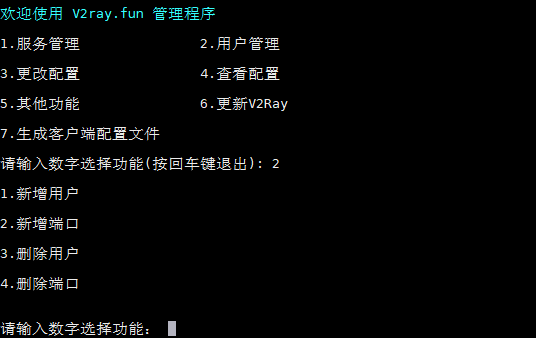 欢迎使用 V2ray.fun 管理程序
1.服务管理 2.用户管理
3.更改配置 4.查看配置
5.其他功能 6.更新V2Ray
7.生成客户端配置文件
请输入数字选择功能(按回车键退出): 2
1.新增用户
2.新增端口
3.删除用户
4.删除端口
请输入数字选择功能：